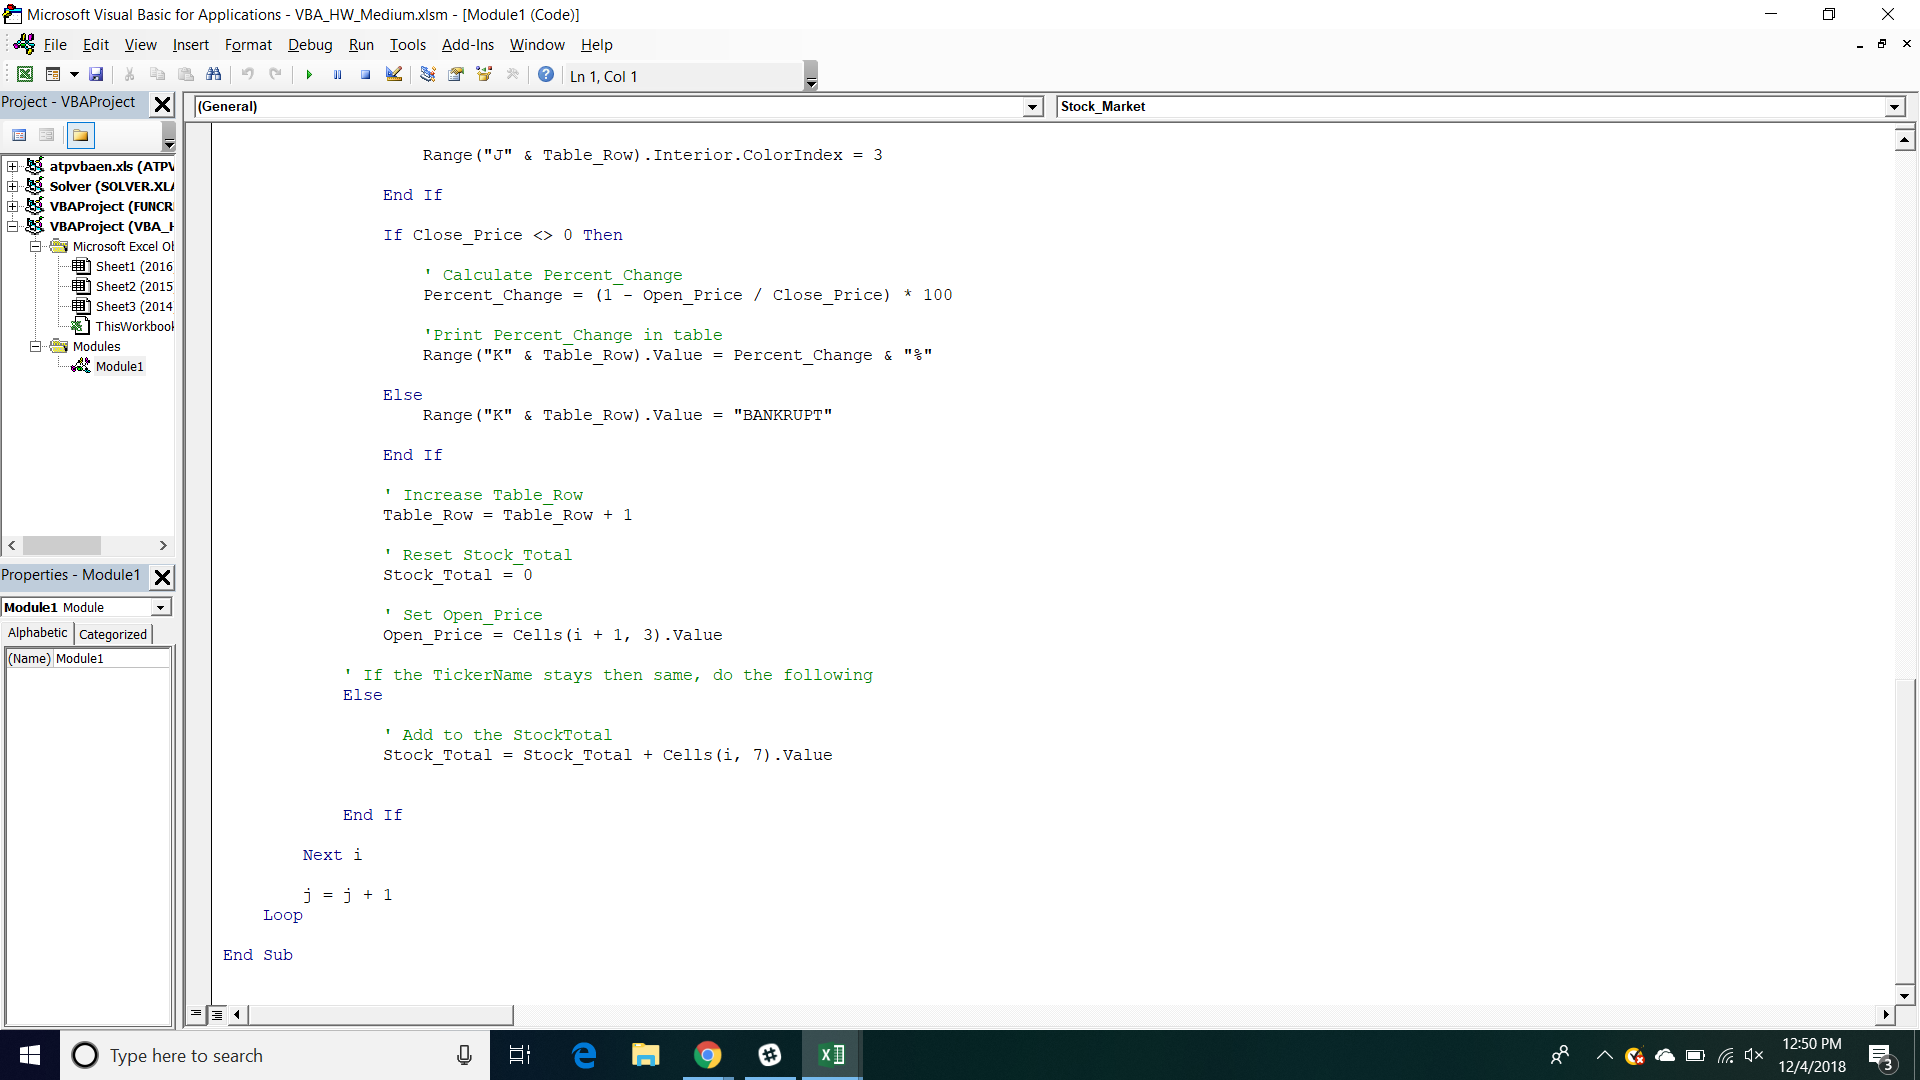 Microsoft Visual Basic for Applications - VBA_HW_Medium.xlsm - [Module1 (Code)]
File Edit View Insert Format Debug Run Tools Add-Ins Window Help
Ln 1, Col 1
Project - VBAProject
atpvbaen.xls (ATPV
Solver (SOLVER.XLA
VBAProject (FUNCR
VBAProject (VBA_H
Microsoft Excel Ob
Sheet1 (2016
Sheet2 (2015
Sheet3 (2014
ThisWorkbook
Modules
Module1
Properties - Module1
Module1 Module
Alphabetic Categorized
(Name) Module1
(General) Stock_Market
Range("J" & Table_Row).Interior.ColorIndex = 3
End If
If Close_Price <> 0 Then
' Calculate Percent_Change
Percent_Change = (1 - Open_Price / Close_Price) * 100
'Print Percent_Change in table
Range("K" & Table_Row).Value = Percent_Change & "%"
Else
Range("K" & Table_Row).Value = "BANKRUPT"
End If
' Increase Table_Row
Table_Row = Table_Row + 1
' Reset Stock_Total
Stock_Total = 0
' Set Open_Price
Open_Price = Cells(i + 1, 3).Value
' If the TickerName stays then same, do the following
Else
' Add to the StockTotal
Stock_Total = Stock_Total + Cells(i, 7).Value
End If
Next i
j = j + 1
Loop
End Sub
Type here to search
12:50 PM
12/4/2018
3